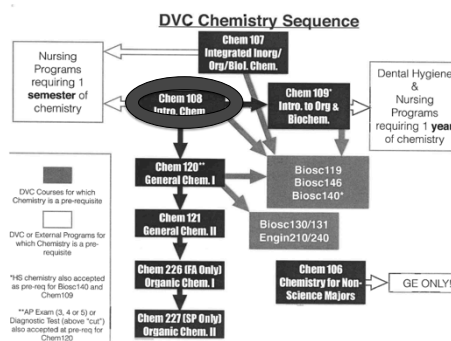 DVC Chemistry Sequence
Nursing
Programs
requiring 1
semester of
chemistry
Chem 107
Integrated Inorg/
Org/Biol. Chem.
Chem 108
Intro. Chem
Chem 109*
Intro. to Org &
Biochem.
Dental Hygiene
&
Nursing
Programs
requiring 1 year
of chemistry
Chem 120**
General Chem. I
Biosc119
Biosc146
Biosc140*
Chem 121
General Chem. II
Biosc130/131
Engin210/240
Chem 226 (FA Only)
Organic Chem. I
Chem 106
Chemistry for Non-
Science Majors
GE ONLY!
Chem 227 (SP Only)
Organic Chem. II
DVC Courses for which
Chemistry is a pre-requisite
DVC or External Programs for
which Chemistry is a pre-
requisite
*HS chemistry also accepted
as pre-req for Biosc140 and
Chem109
**AP Exam (3, 4 or 5) or
Diagnostic Test (above "cut")
also accepted at pre-req for
Chem120